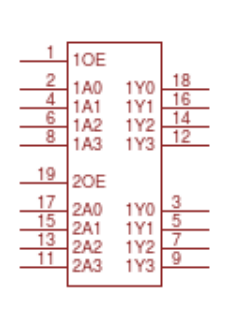 1 1OE
2 1A0 1Y0 18
4 1A1 1Y1 16
6 1A2 1Y2 14
8 1A3 1Y3 12
19 2OE
17 2A0 1Y0 3
15 2A1 1Y1 5
13 2A2 1Y2 7
11 2A3 1Y3 9